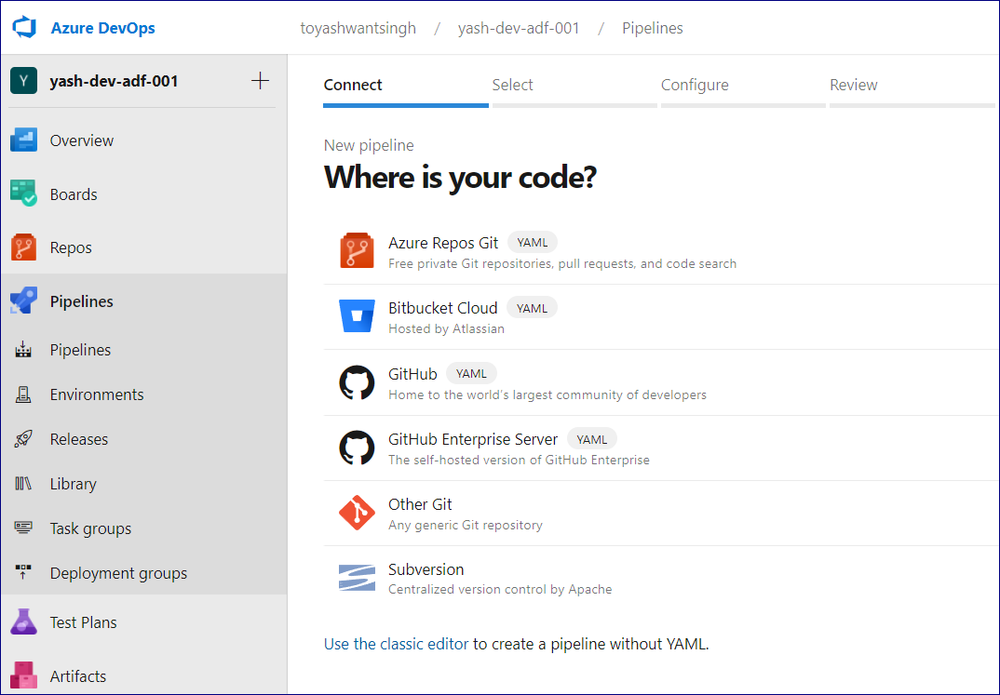 Azure DevOps
toyashwantsingh / yash-dev-adf-001 / Pipelines
Y yash-dev-adf-001 +
Overview
Boards
Repos
Pipelines
Pipelines
Environments
Releases
Library
Task groups
Deployment groups
Test Plans
Artifacts
Connect Select Configure Review
New pipeline
Where is your code?
Azure Repos Git YAML
Free private Git repositories, pull requests, and code search
Bitbucket Cloud YAML
Hosted by Atlassian
GitHub YAML
Home to the world's largest community of developers
GitHub Enterprise Server YAML
The self-hosted version of GitHub Enterprise
Other Git
Any generic Git repository
Subversion
Centralized version control by Apache
Use the classic editor to create a pipeline without YAML.